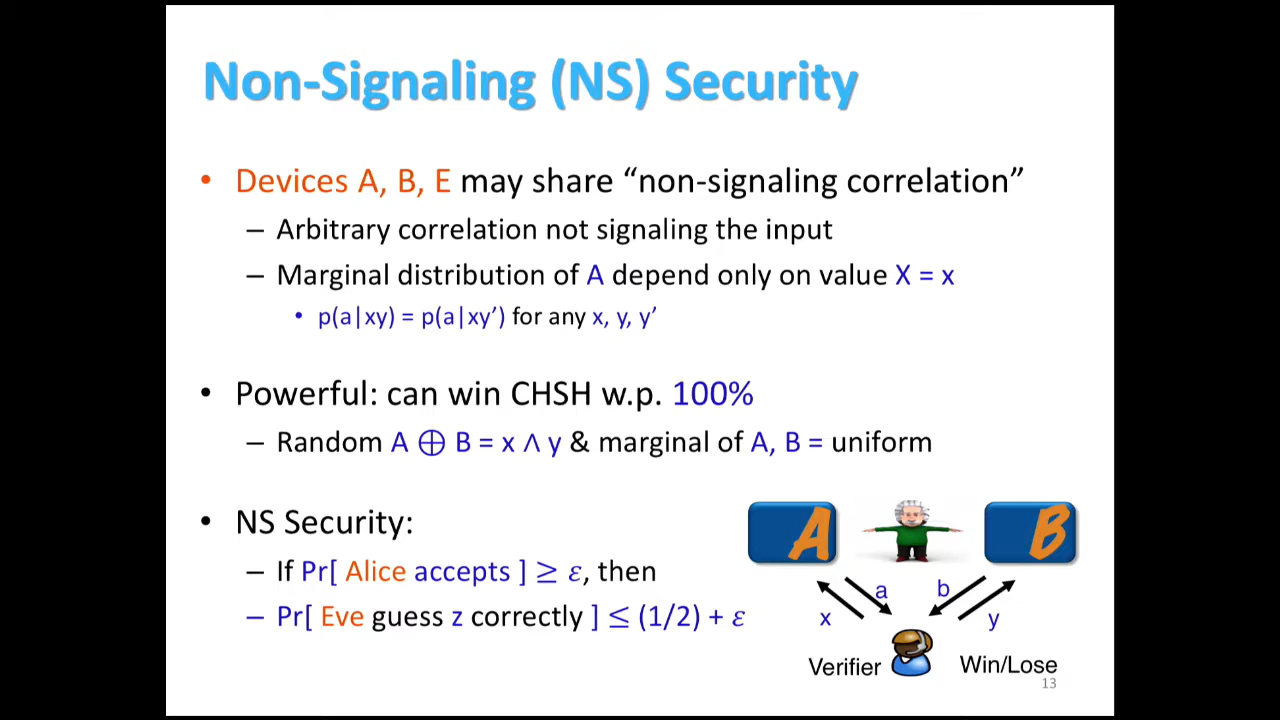 Non-Signaling (NS) Security
• Devices A, B, E may share “non-signaling correlation”
– Arbitrary correlation not signaling the input
– Marginal distribution of A depend only on value X = x
• p(a|xy) = p(a|xy’) for any x, y, y’
• Powerful: can win CHSH w.p. 100%
– Random A ⊕ B = x ∧ y & marginal of A, B = uniform
• NS Security:
– If Pr[ Alice accepts ] ≥ ε, then
– Pr[ Eve guess z correctly ] ≤ (1/2) + ε
A
B
a
b
x
y
Verifier
Win/Lose
13